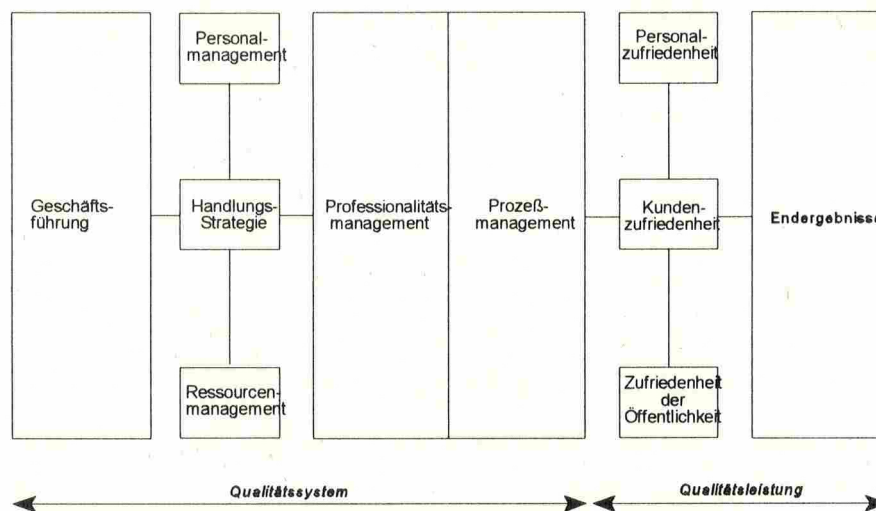 Personal-
management
Personal-
zufriedenheit
Geschäfts-
führung
Handlungs-
Strategie
Professionalitäts-
management
Prozeß-
management
Kunden-
zufriedenheit
Endergebnisse
Ressourcen-
management
Zufriedenheit
der
Öffentlichkeit
Qualitätssystem
Qualitätsleistung